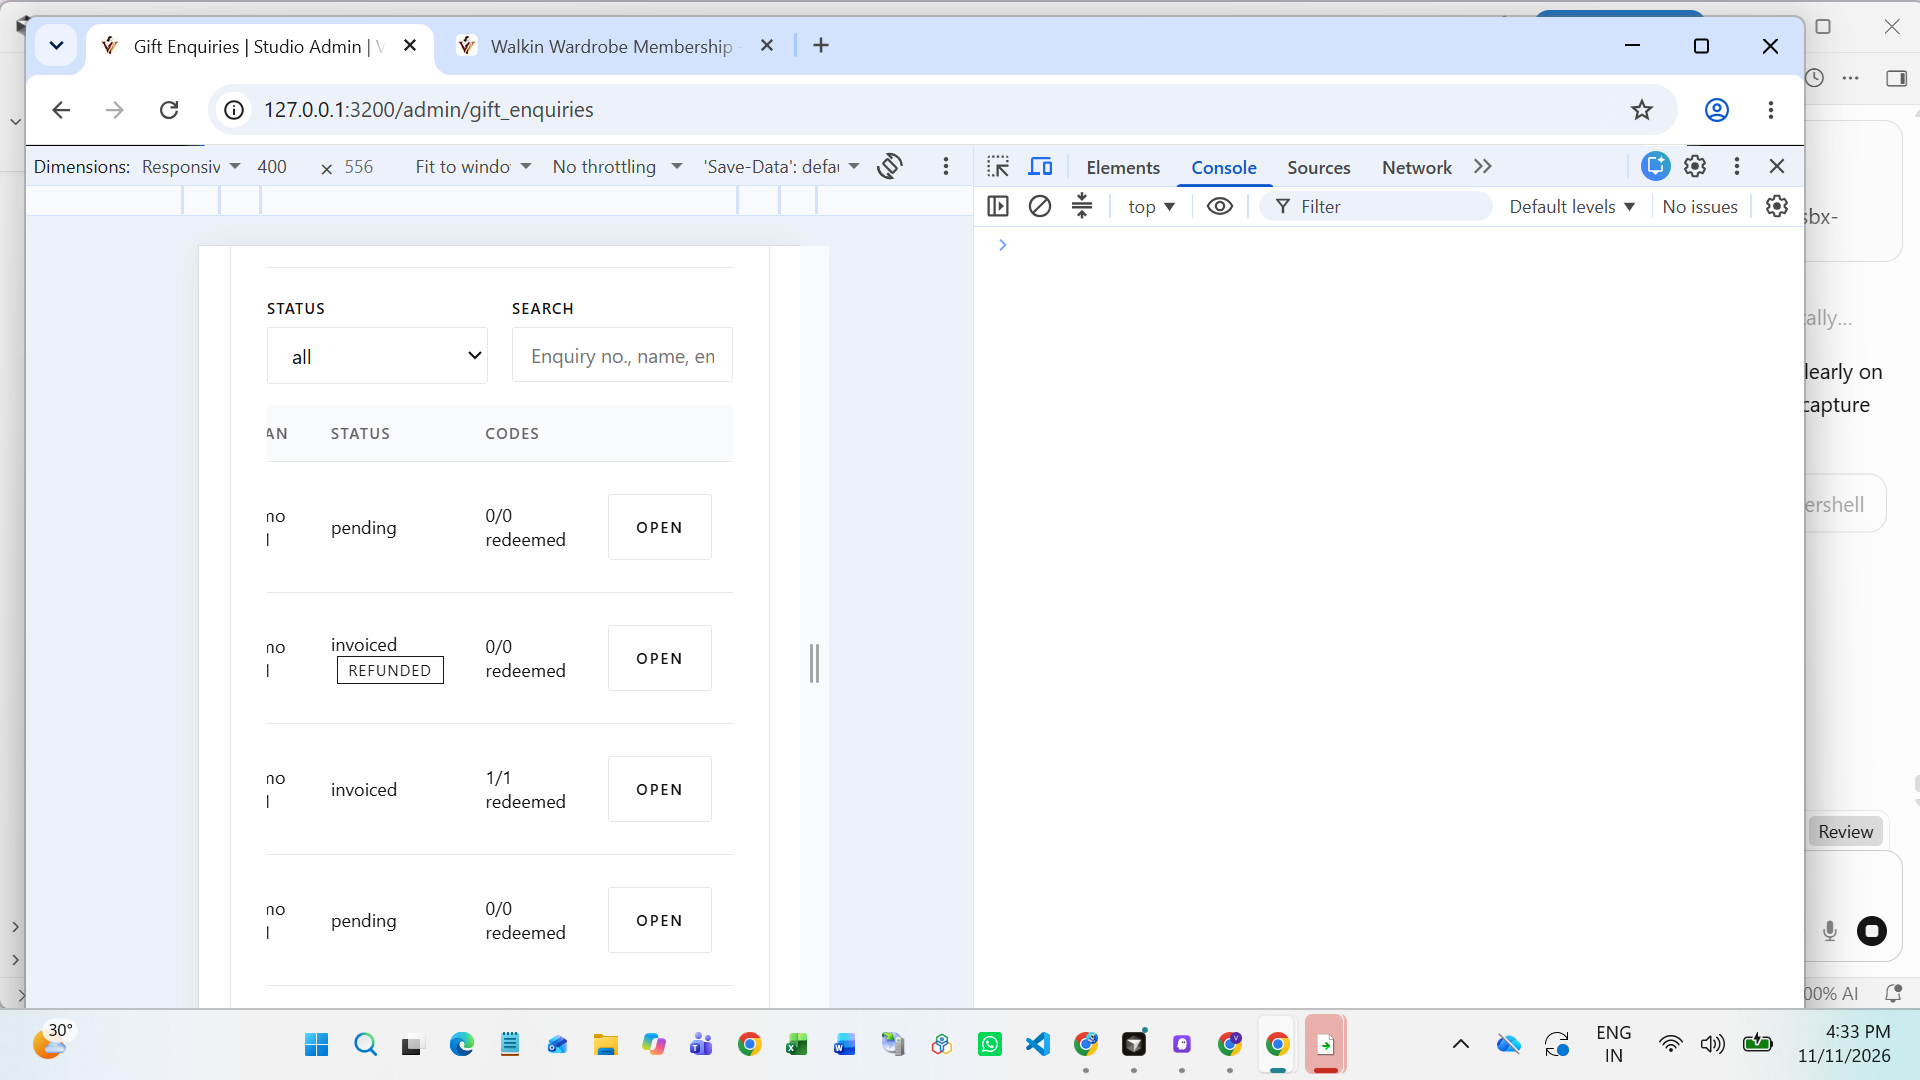 Gift Enquiries | Studio Admin |
Walkin Wardrobe Membership
127.0.0.1:3200/admin/gift_enquiries
Dimensions: Responsiv 400 × 556 Fit to windo No throttling 'Save-Data': defau
Elements Console Sources Network
top Filter Default levels No issues
STATUS SEARCH
all Enquiry no., name, em
AN STATUS CODES
no
l
pending
0/0
redeemed
OPEN
no
l
invoiced
REFUNDED
0/0
redeemed
OPEN
no
l
invoiced
1/1
redeemed
OPEN
no
l
pending
0/0
redeemed
OPEN
sbx-
ally...
learly on
capture
ershell
Review
00% AI
30°
ENG
IN
4:33 PM
11/11/2026